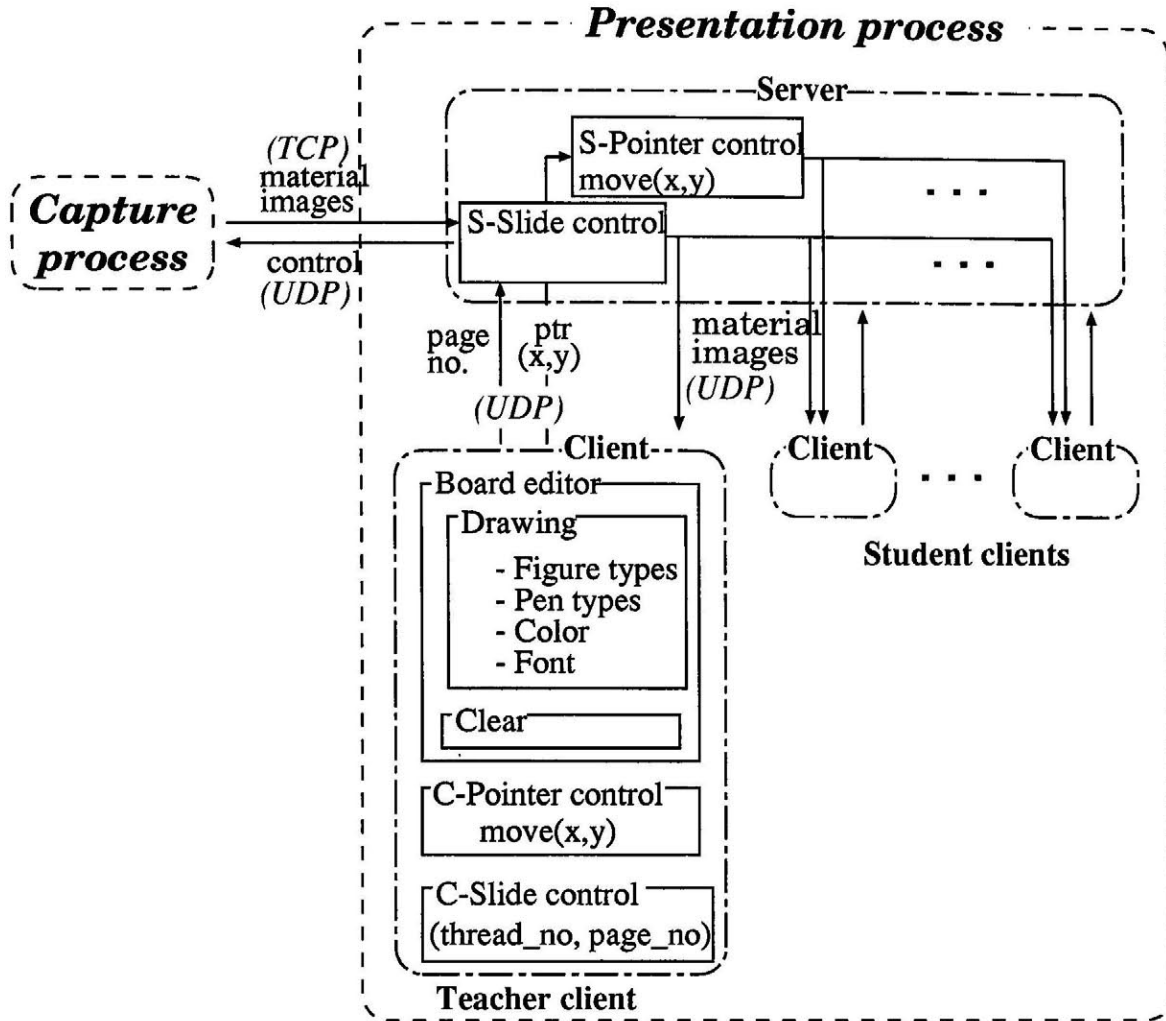 Presentation process
Server
S-Pointer control
move(x,y)
(TCP)
material
images
Capture
process
S-Slide control
control
(UDP)
page
no.
ptr
(x,y)
(UDP)
material
images
(UDP)
Client
Client
Client
Board editor
Drawing
- Figure types
- Pen types
- Color
- Font
Student clients
Clear
C-Pointer control
move(x,y)
C-Slide control
(thread_no, page_no)
Teacher client